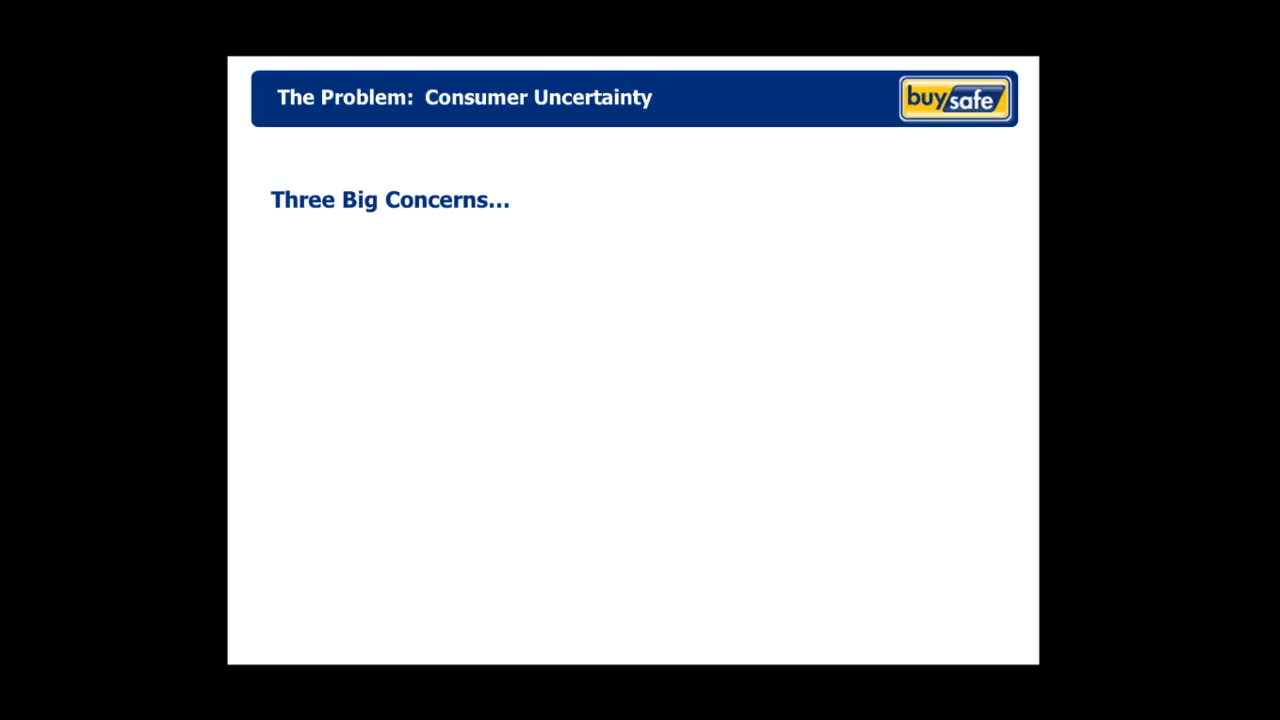 The Problem: Consumer Uncertainty
buysafe
Three Big Concerns...